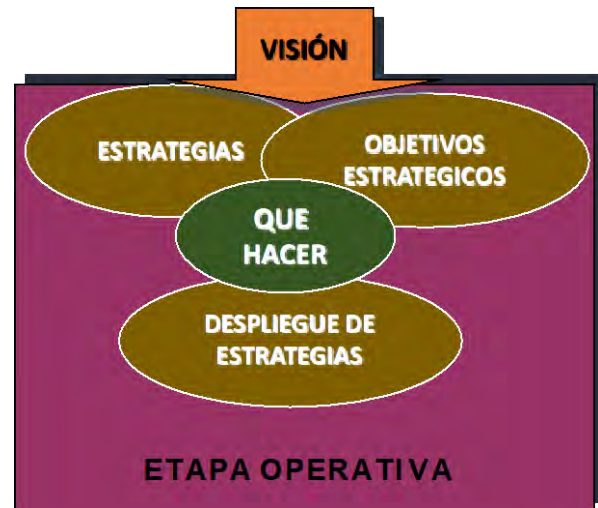 VISIÓN
ESTRATEGIAS
OBJETIVOS
ESTRATEGICOS
QUE
HACER
DESPLIEGUE DE
ESTRATEGIAS
ETAPA OPERATIVA